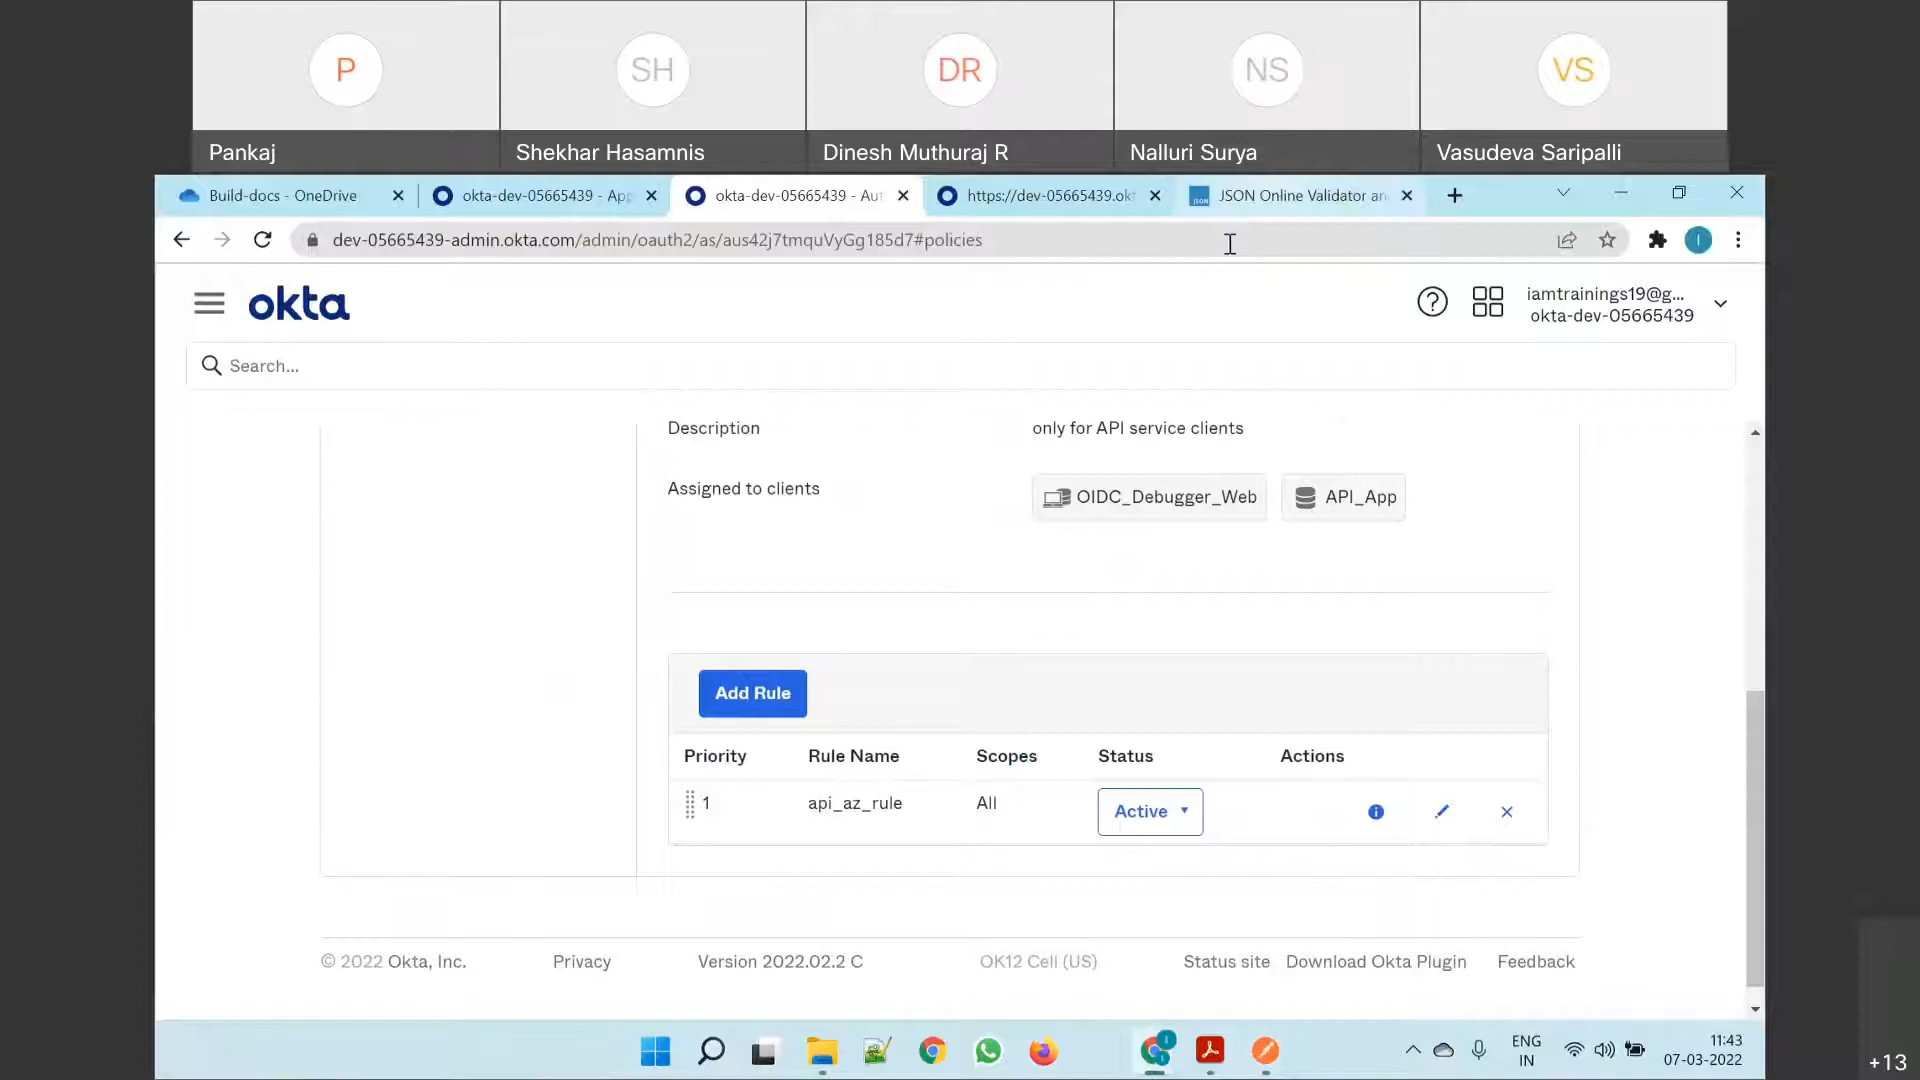 P
SH
DR
NS
VS
Pankaj
Shekhar Hasamnis
Dinesh Muthuraj R
Nalluri Surya
Vasudeva Saripalli
Build-docs - OneDrive
okta-dev-05665439 - App
okta-dev-05665439 - Aut
https://dev-05665439.okt
JSON Online Validator an
dev-05665439-admin.okta.com/admin/oauth2/as/aus42j7tmquVyGg185d7#policies
I
okta
iamtrainings19@g...
okta-dev-05665439
Search...
Description
only for API service clients
Assigned to clients
OIDC_Debugger_Web
API_App
Add Rule
Priority Rule Name Scopes Status Actions
1 api_az_rule All Active
© 2022 Okta, Inc. Privacy Version 2022.02.2 C OK12 Cell (US) Status site Download Okta Plugin Feedback
ENG
IN
11:43
07-03-2022
+13